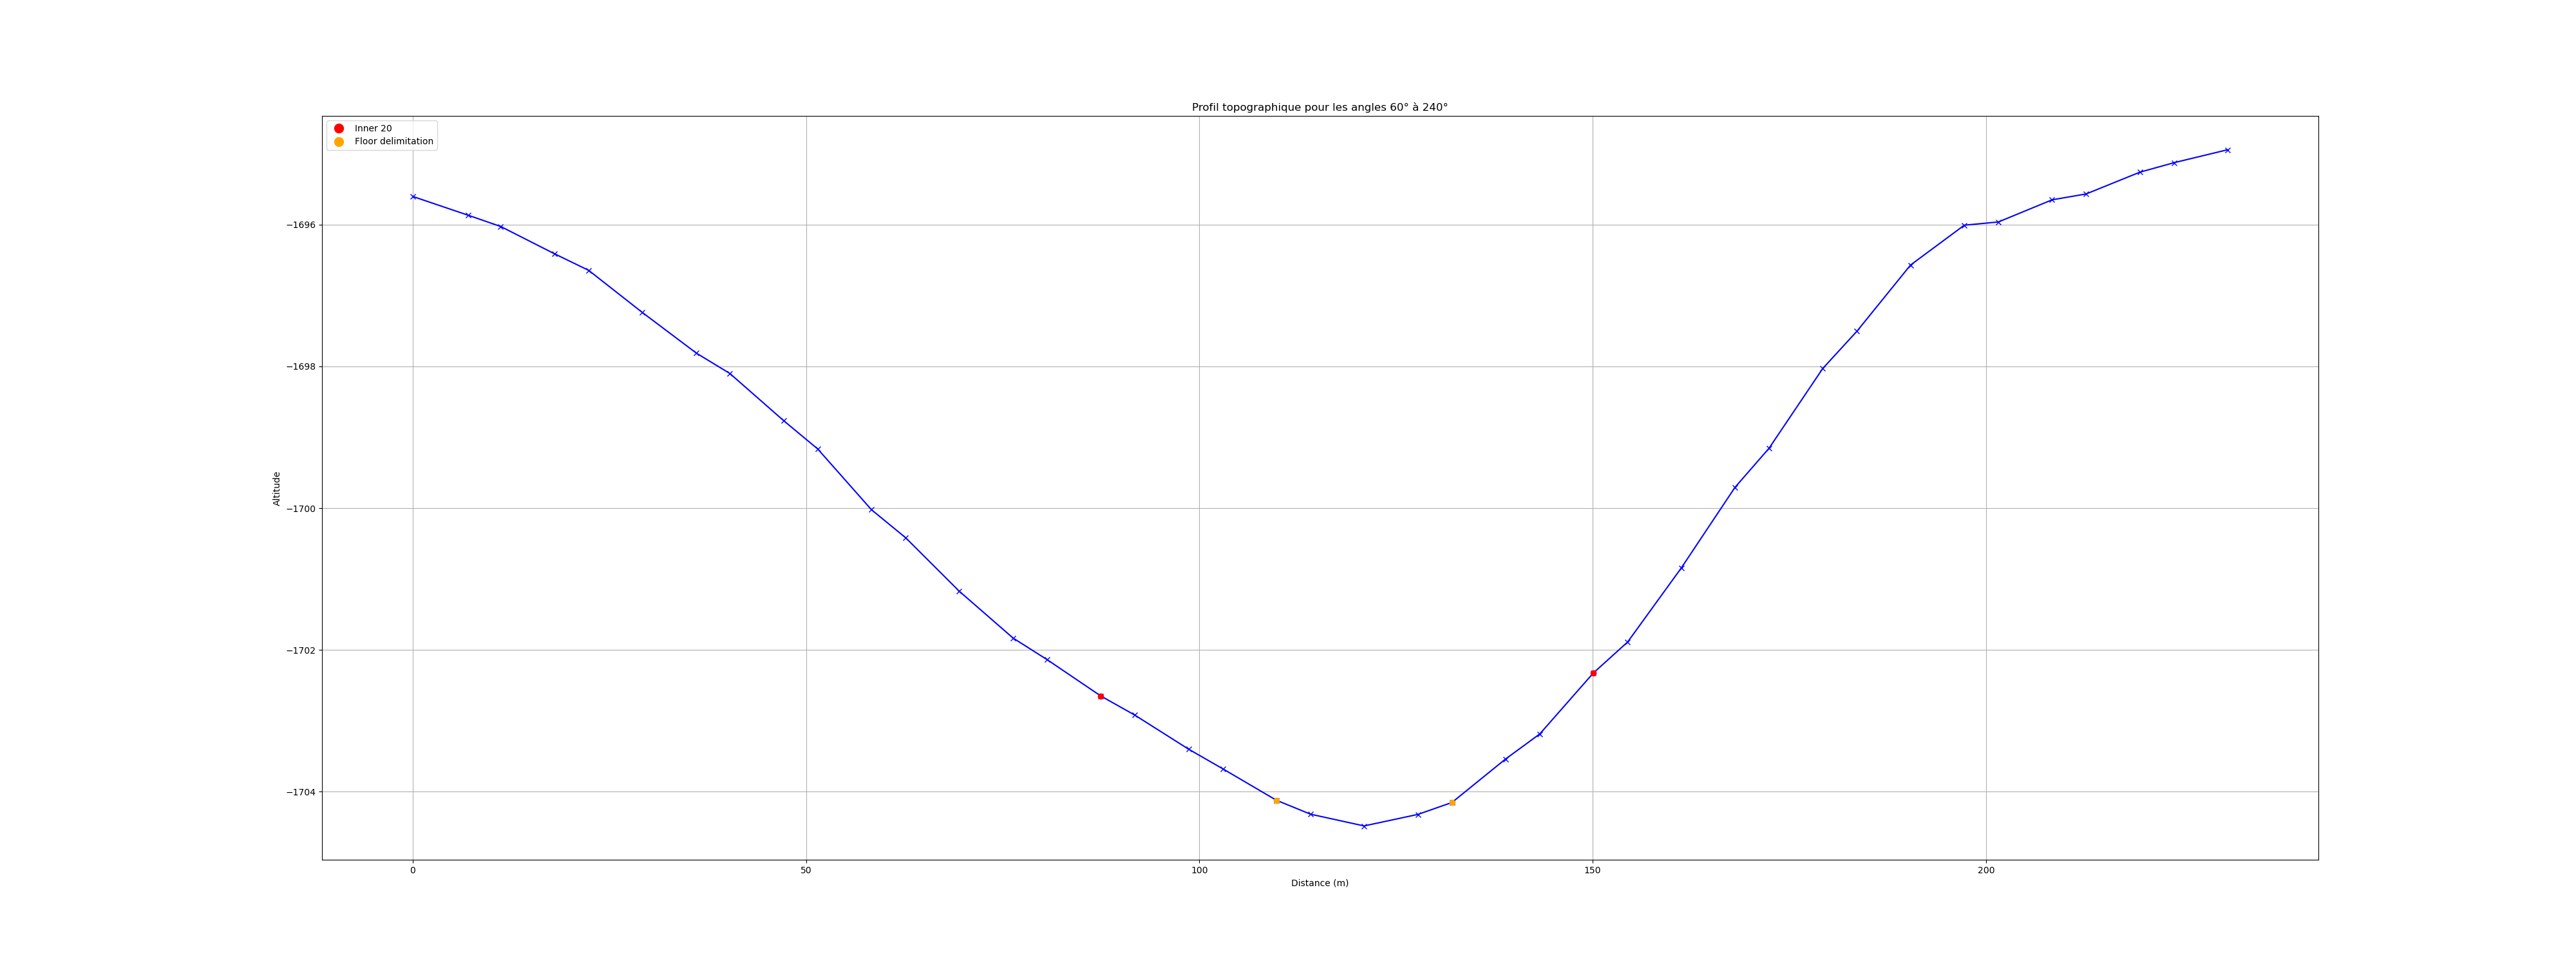 Profil topographique pour les angles 60° à 240°
Inner 20
Floor delimitation
−1696
−1698
−1700
−1702
−1704
Altitude
0
50
100
150
200
Distance (m)